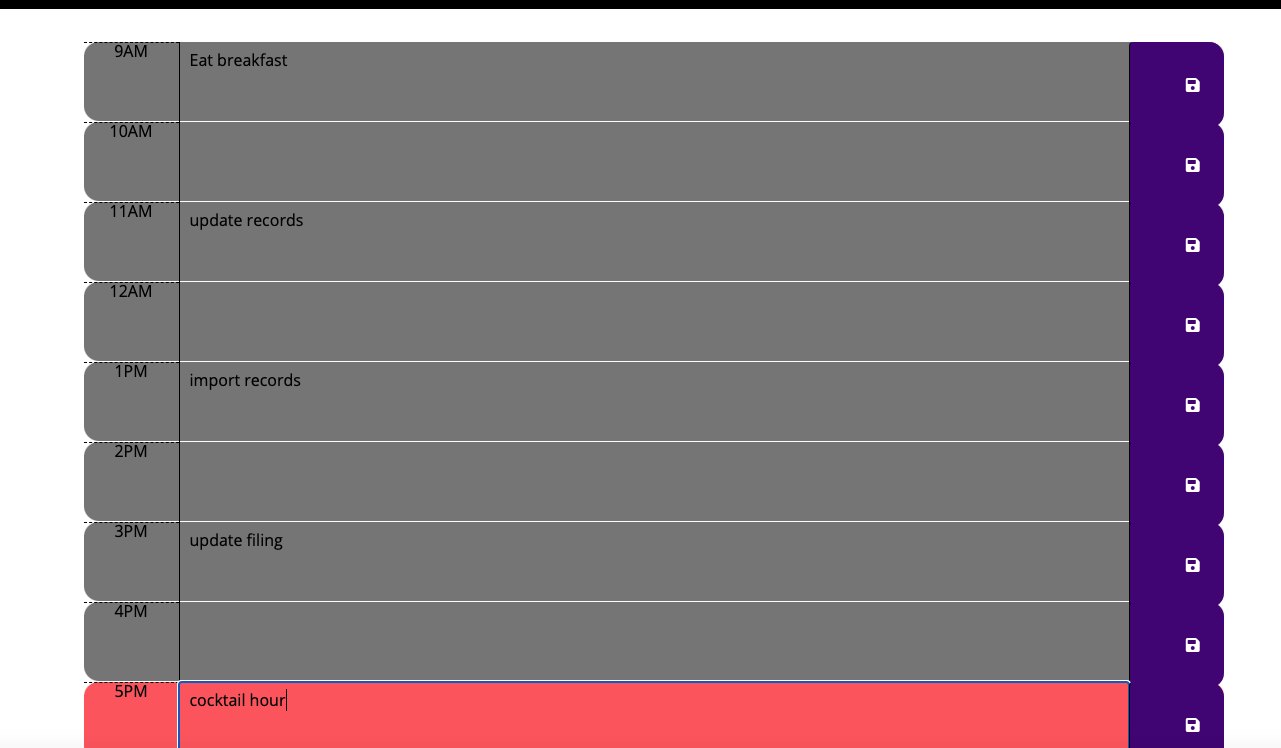 9AM
Eat breakfast
10AM
11AM
update records
12AM
1PM
import records
2PM
3PM
update filing
4PM
5PM
cocktail hour